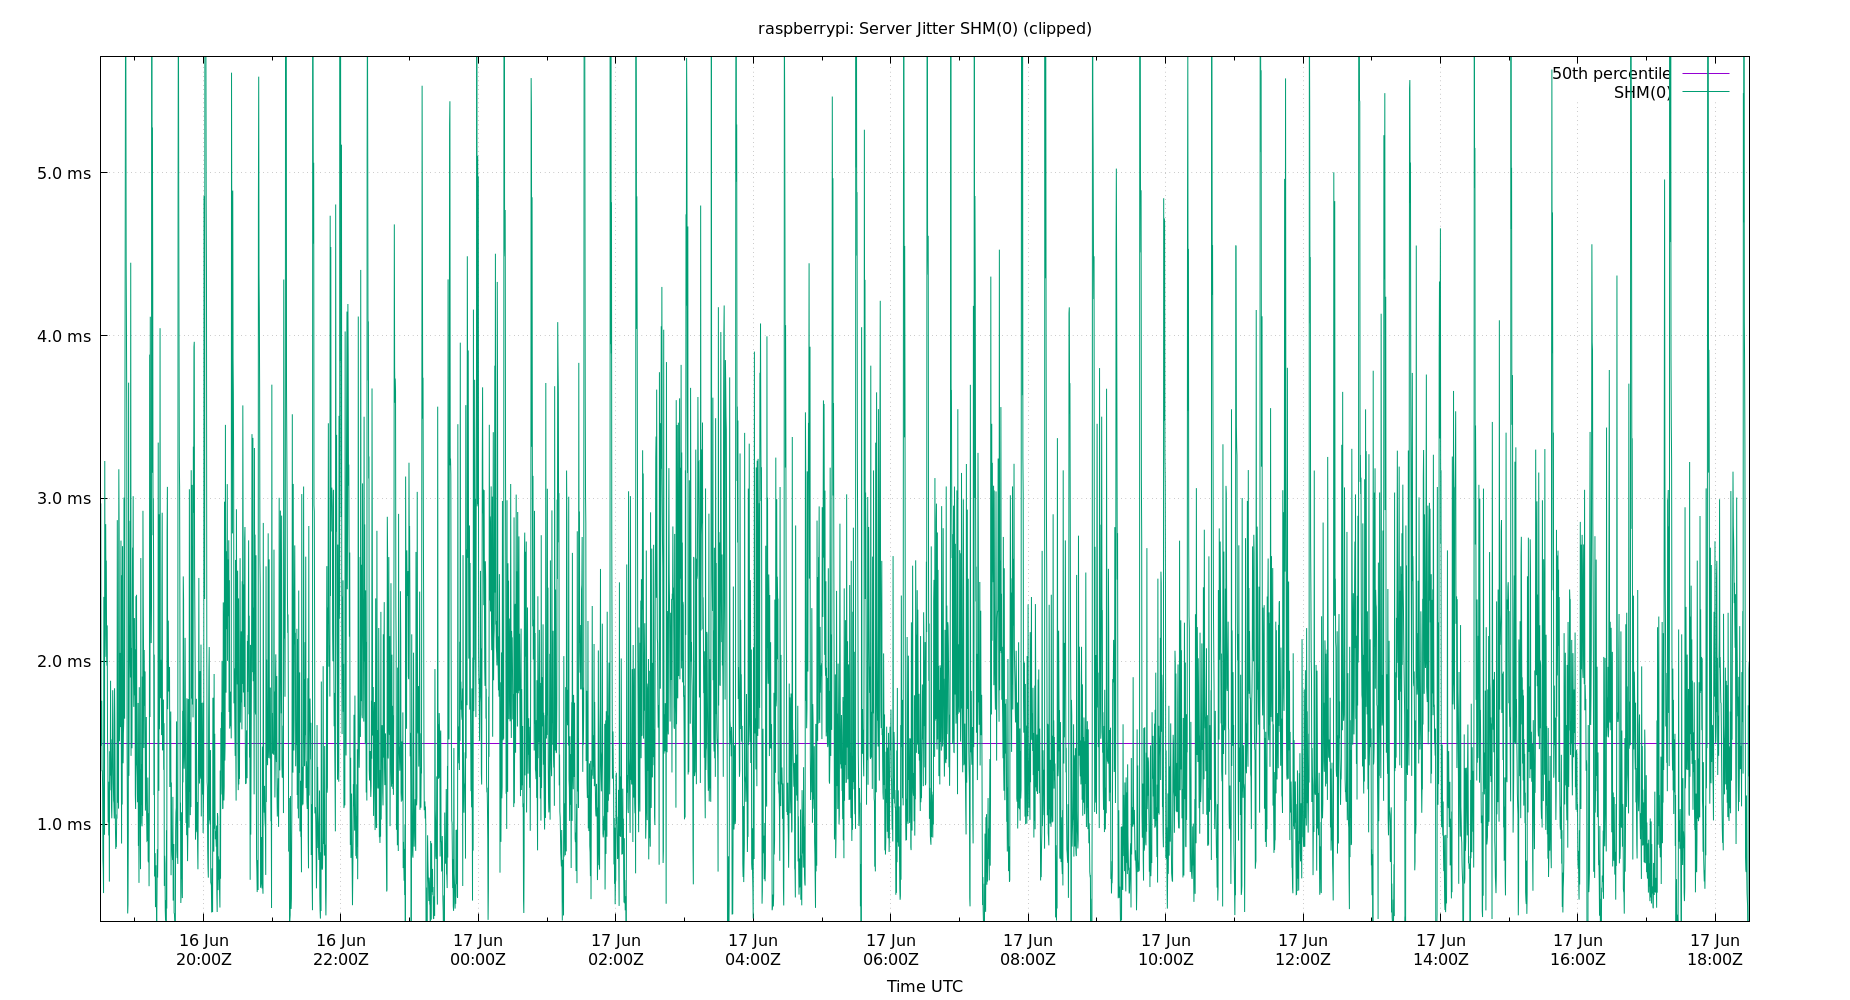 raspberrypi: Server Jitter SHM(0) (clipped)
50th percentile
SHM(0)
5.0 ms
4.0 ms
3.0 ms
2.0 ms
1.0 ms
16 Jun 16 Jun 17 Jun 17 Jun 17 Jun 17 Jun 17 Jun 17 Jun 17 Jun 17 Jun 17 Jun 17 Jun
20:00Z 22:00Z 00:00Z 02:00Z 04:00Z 06:00Z 08:00Z 10:00Z 12:00Z 14:00Z 16:00Z 18:00Z
Time UTC